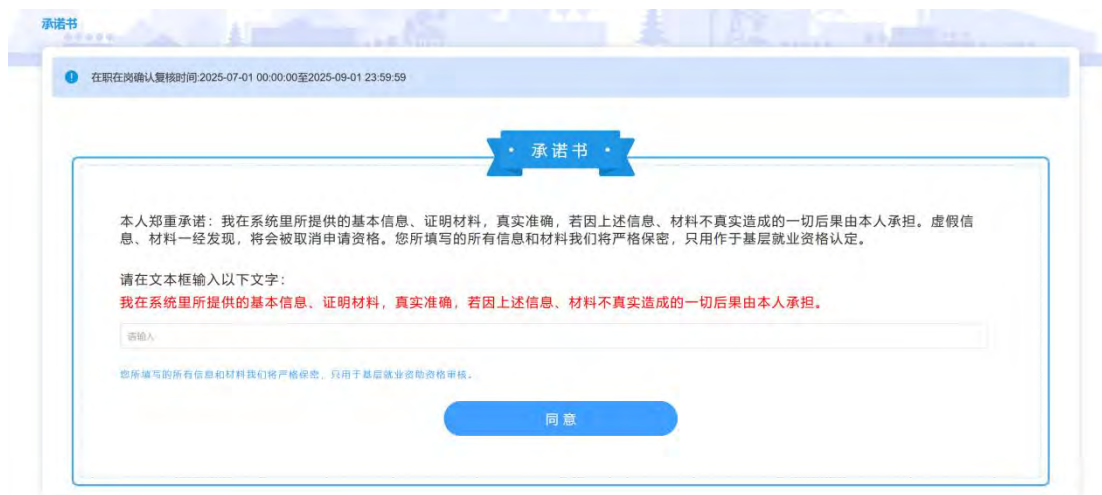 承诺书
在职在岗确认复核时间:2025-07-01 00:00:00至2025-09-01 23:59:59
· 承诺书 ·
本人郑重承诺：我在系统里所提供的基本信息、证明材料，真实准确，若因上述信息、材料不真实造成的一切后果由本人承担。虚假信
息、材料一经发现，将会被取消申请资格。您所填写的所有信息和材料我们将严格保密，只用作于基层就业资格认定。
请在文本框输入以下文字：
我在系统里所提供的基本信息、证明材料，真实准确，若因上述信息、材料不真实造成的一切后果由本人承担。
请输入
您所填写的所有信息和材料我们将严格保密，只用于基层就业资助资格审核。
同意